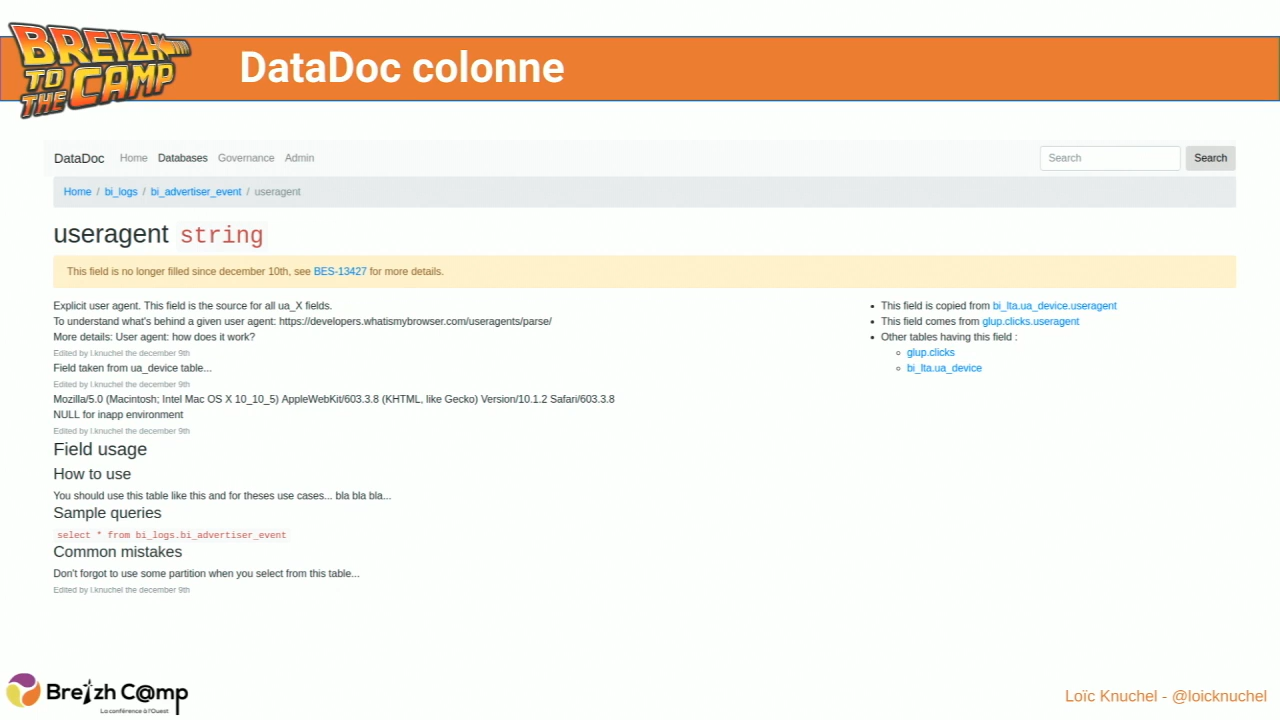 BREIZH
TO
THE CAMP
DataDoc colonne
DataDoc Home Databases Governance Admin Search Search
Home / bi_logs / bi_advertiser_event / useragent
useragent string
This field is no longer filled since december 10th, see BES-13427 for more details.
Explicit user agent. This field is the source for all ua_X fields.
To understand what's behind a given user agent: https://developers.whatismybrowser.com/useragents/parse/
More details: User agent: how does it work?
Edited by l.knuchel the december 9th
Field taken from ua_device table...
Edited by l.knuchel the december 9th
Mozilla/5.0 (Macintosh; Intel Mac OS X 10_10_5) AppleWebKit/603.3.8 (KHTML, like Gecko) Version/10.1.2 Safari/603.3.8
NULL for inapp environment
Edited by l.knuchel the december 9th
Field usage
How to use
You should use this table like this and for theses use cases... bla bla bla...
Sample queries
select * from bi_logs.bi_advertiser_event
Common mistakes
Don't forgot to use some partition when you select from this table...
Edited by l.knuchel the december 9th
This field is copied from bi_lta.ua_device.useragent
This field comes from glup.clicks.useragent
Other tables having this field :
glup.clicks
bi_lta.ua_device
Breizh C@mp
La conférence à l'Ouest
Loïc Knuchel - @loicknuchel